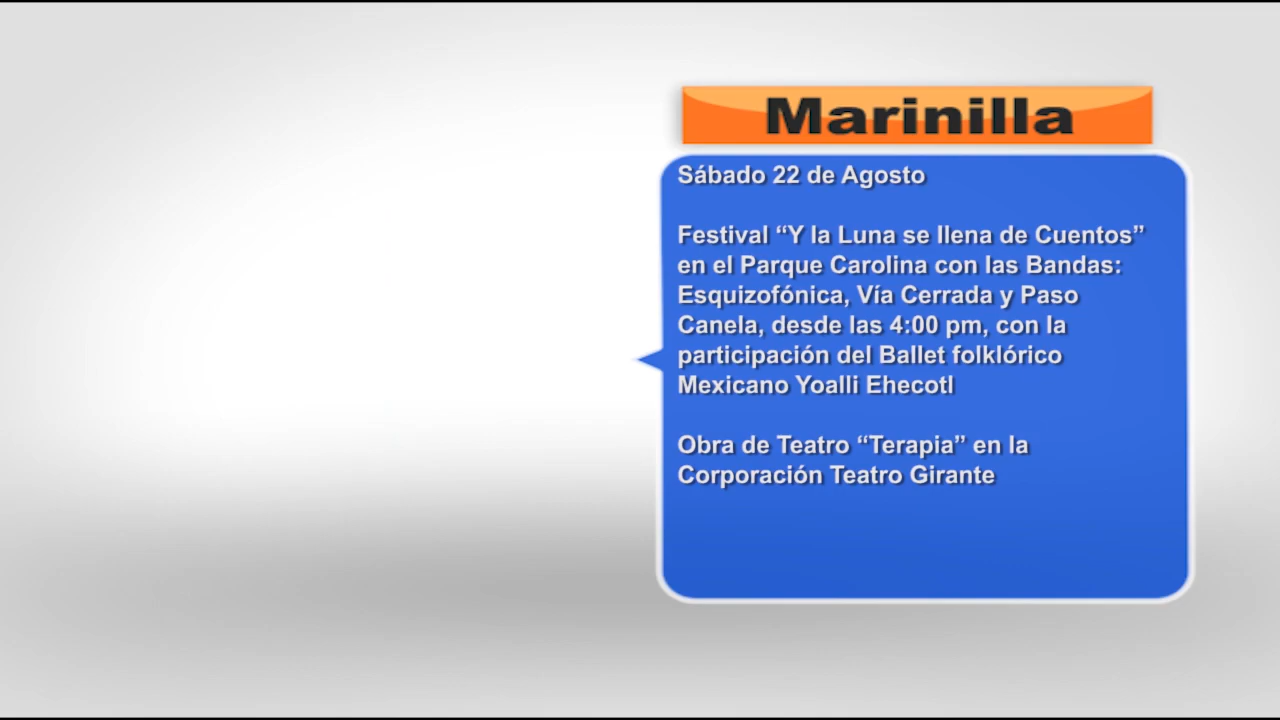 Marinilla
Sábado 22 de Agosto
Festival “Y la Luna se llena de Cuentos”
en el Parque Carolina con las Bandas:
Esquizofónica, Vía Cerrada y Paso
Canela, desde las 4:00 pm, con la
participación del Ballet folklórico
Mexicano Yoalli Ehecotl
Obra de Teatro “Terapia” en la
Corporación Teatro Girante